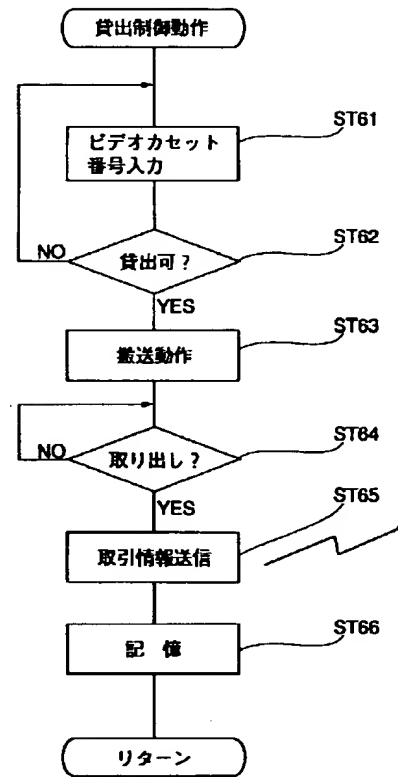 貸出制御動作
ST61
ビデオカセット
番号入力
ST62
貸出可?
NO
YES
ST63
搬送動作
ST64
取り出し?
NO
YES
ST65
取引情報送信
ST66
記 憶
リターン